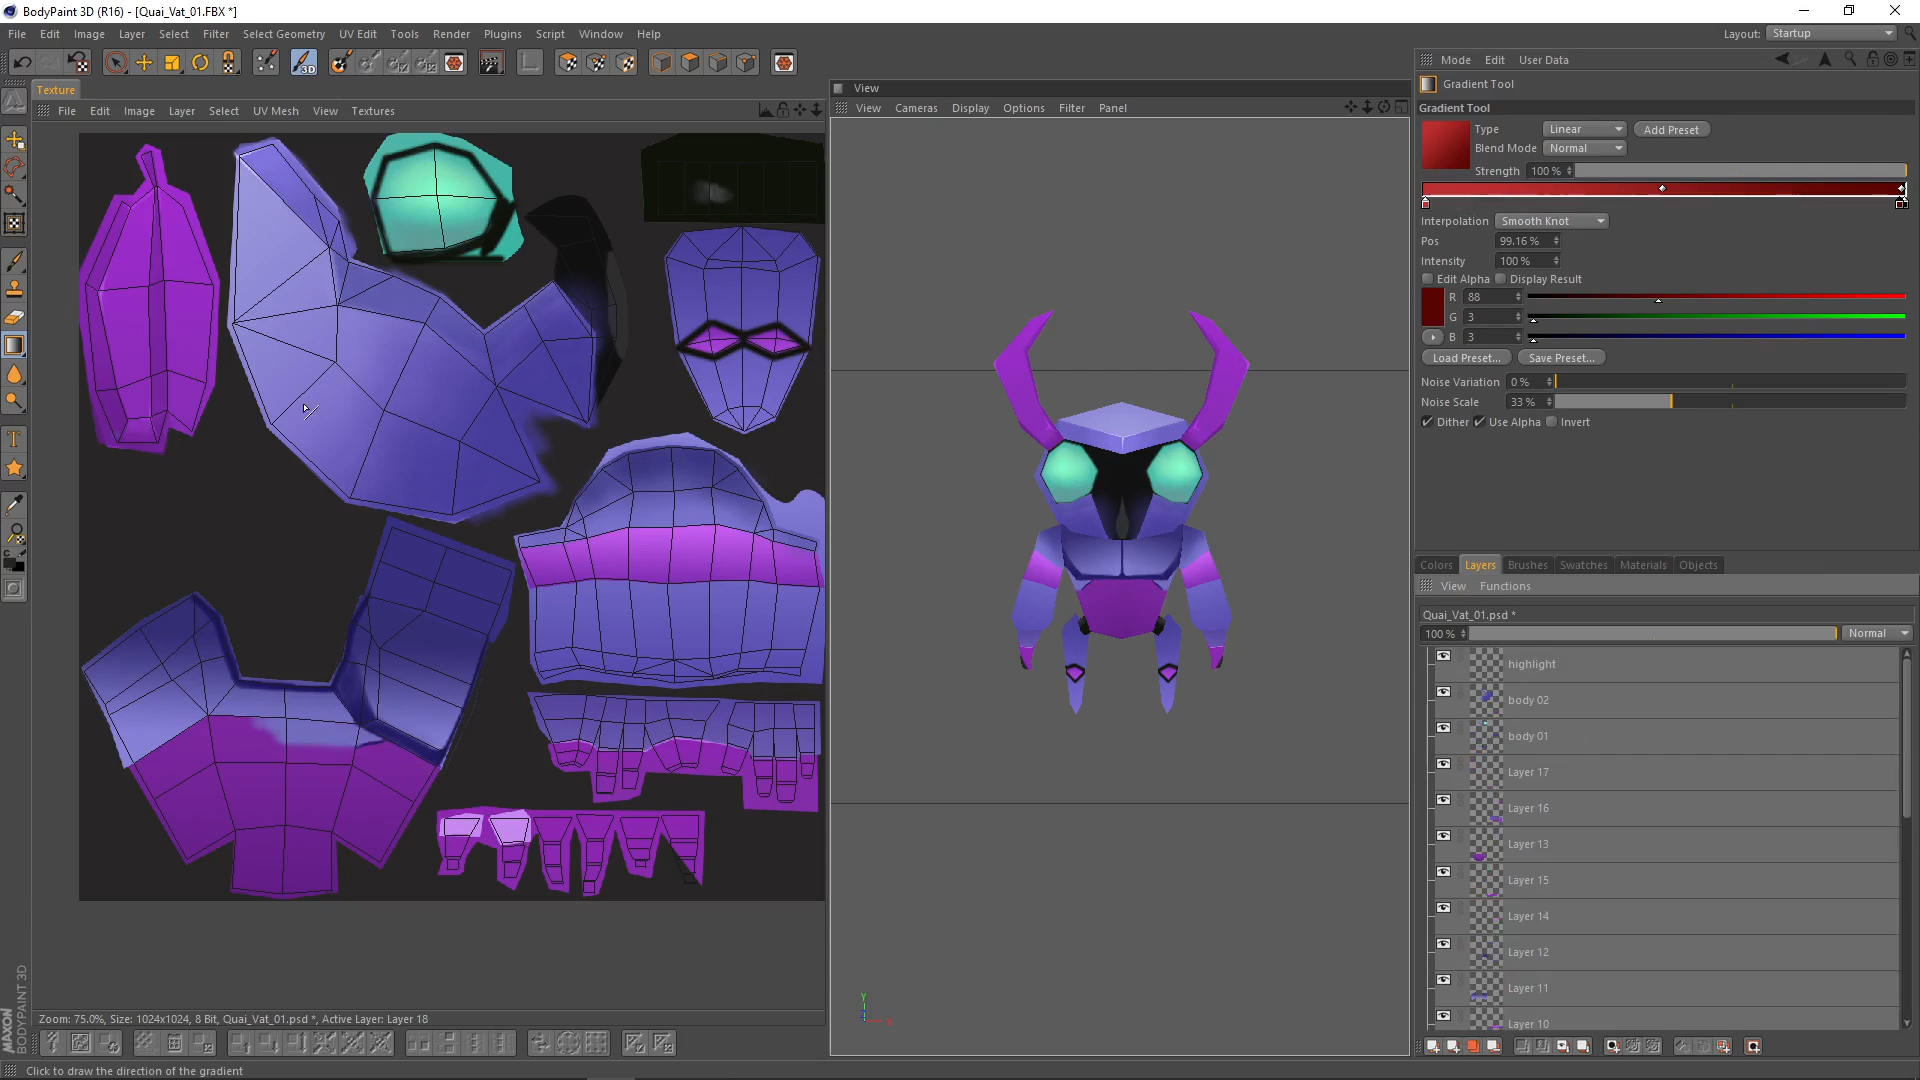 BodyPaint 3D (R16) - [Quai_Vat_01.FBX *]
File Edit Image Layer Select Filter Select Geometry UV Edit Tools Render Plugins Script Window Help
Layout: Startup
Texture
File Edit Image Layer Select UV Mesh View Textures
View
View Cameras Display Options Filter Panel
Mode Edit User Data
Gradient Tool
Gradient Tool
Type Linear Add Preset
Blend Mode Normal
Strength 100 %
Interpolation Smooth Knot
Pos 99.16 %
Intensity 100 %
Edit Alpha Display Result
R 88
G 3
B 3
Load Preset... Save Preset...
Noise Variation 0 %
Noise Scale 33 %
Dither Use Alpha Invert
Colors Layers Brushes Swatches Materials Objects
View Functions
Quai_Vat_01.psd *
100 % Normal
highlight
body 02
body 01
Layer 17
Layer 16
Layer 13
Layer 15
Layer 14
Layer 12
Layer 11
Layer 10
Y
X
MAXON
BODYPAINT 3D
Zoom: 75.0%, Size: 1024x1024, 8 Bit, Quai_Vat_01.psd *, Active Layer: Layer 18
Click to draw the direction of the gradient